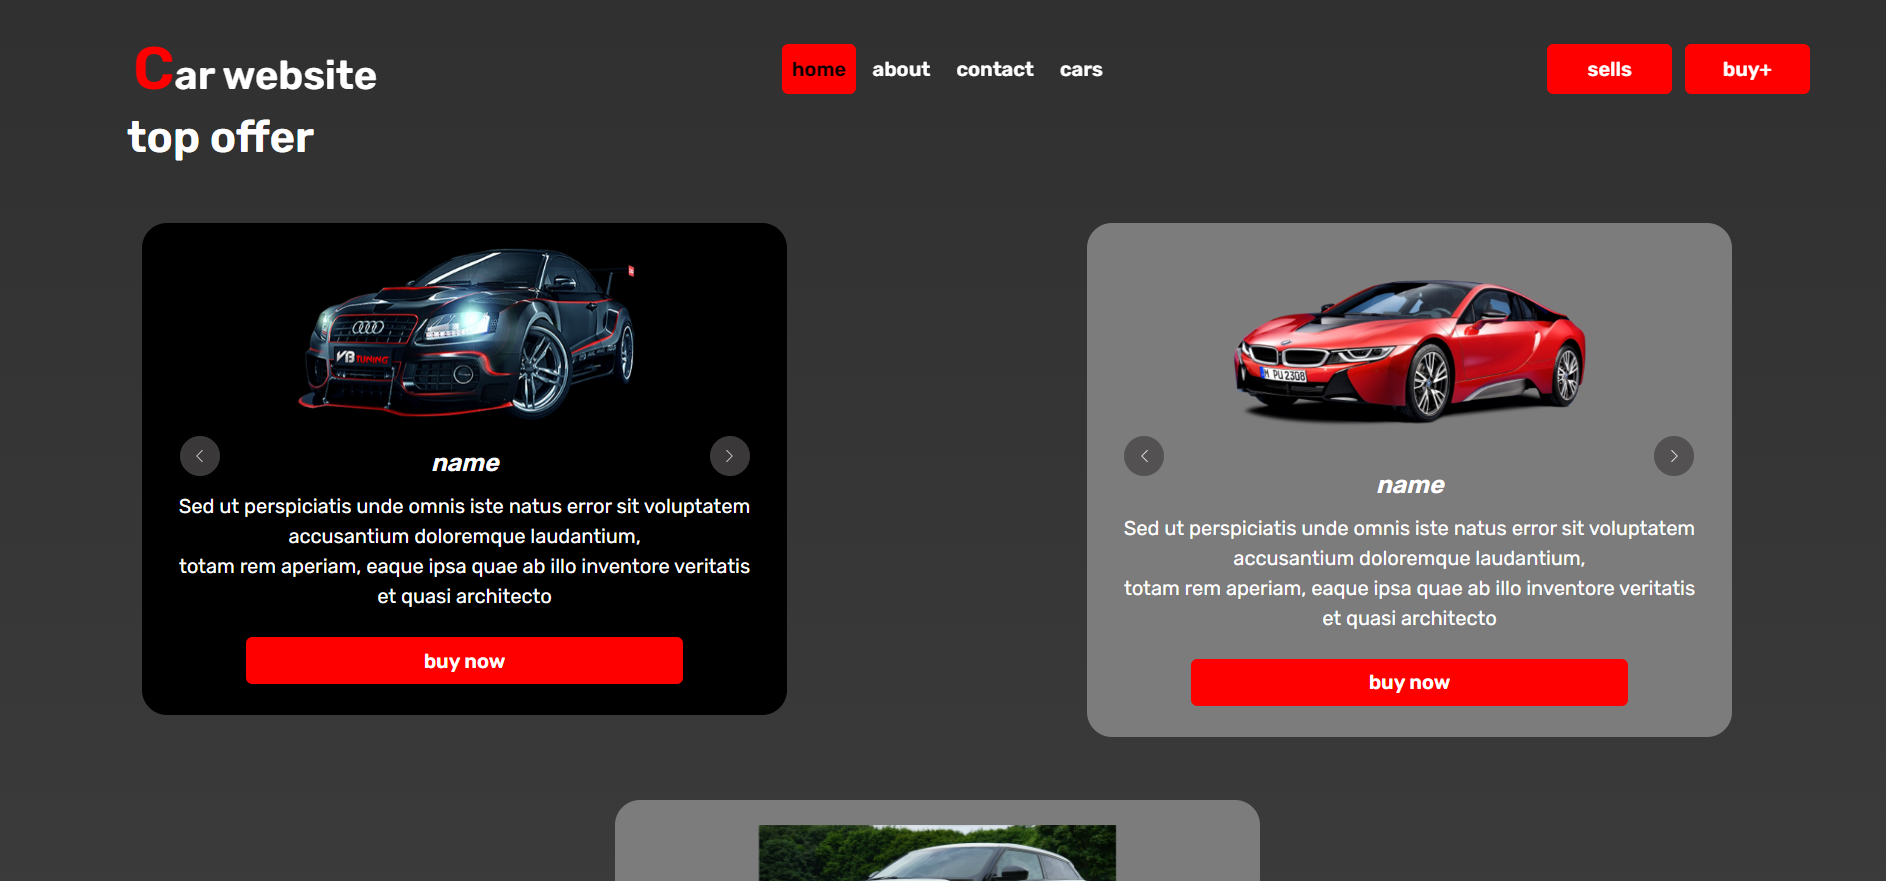 Car website
home about contact cars
sells buy+
top offer
VB TUNING
name
Sed ut perspiciatis unde omnis iste natus error sit voluptatem
accusantium doloremque laudantium,
totam rem aperiam, eaque ipsa quae ab illo inventore veritatis
et quasi architecto
buy now
M PU 2308
name
Sed ut perspiciatis unde omnis iste natus error sit voluptatem
accusantium doloremque laudantium,
totam rem aperiam, eaque ipsa quae ab illo inventore veritatis
et quasi architecto
buy now